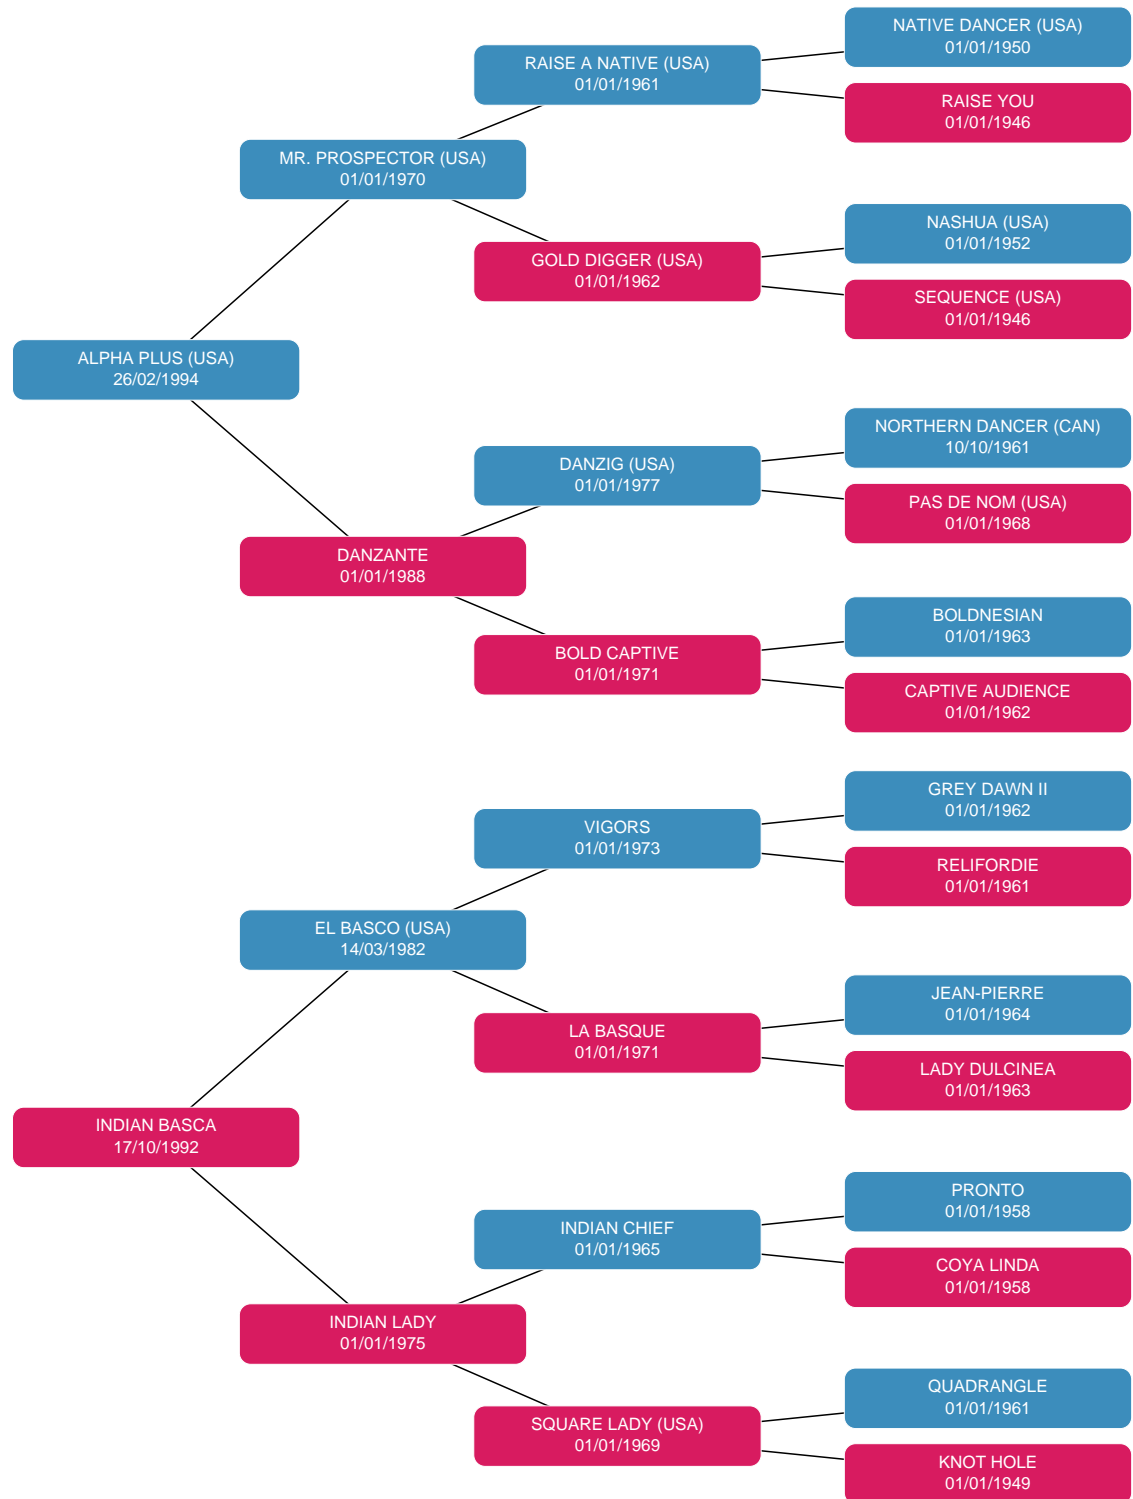 NATIVE DANCER (USA)
01/01/1950
RAISE A NATIVE (USA)
01/01/1961
RAISE YOU
01/01/1946
MR. PROSPECTOR (USA)
01/01/1970
NASHUA (USA)
01/01/1952
GOLD DIGGER (USA)
01/01/1962
SEQUENCE (USA)
01/01/1946
ALPHA PLUS (USA)
26/02/1994
NORTHERN DANCER (CAN)
10/10/1961
DANZIG (USA)
01/01/1977
PAS DE NOM (USA)
01/01/1968
DANZANTE
01/01/1988
BOLDNESIAN
01/01/1963
BOLD CAPTIVE
01/01/1971
CAPTIVE AUDIENCE
01/01/1962
GREY DAWN II
01/01/1962
VIGORS
01/01/1973
RELIFORDIE
01/01/1961
EL BASCO (USA)
14/03/1982
JEAN-PIERRE
01/01/1964
LA BASQUE
01/01/1971
LADY DULCINEA
01/01/1963
INDIAN BASCA
17/10/1992
PRONTO
01/01/1958
INDIAN CHIEF
01/01/1965
COYA LINDA
01/01/1958
INDIAN LADY
01/01/1975
QUADRANGLE
01/01/1961
SQUARE LADY (USA)
01/01/1969
KNOT HOLE
01/01/1949